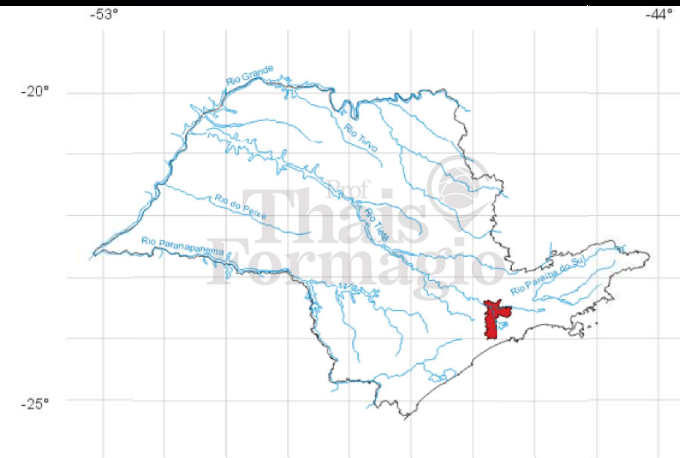 -53°
-44°
-20°
Rio Grande
Rio Turvo
Prof
Thais
Formagio
Rio do Peixe
Rio Tietê
Rio Paranapanema
Rio Paraíba do Sul
-25°